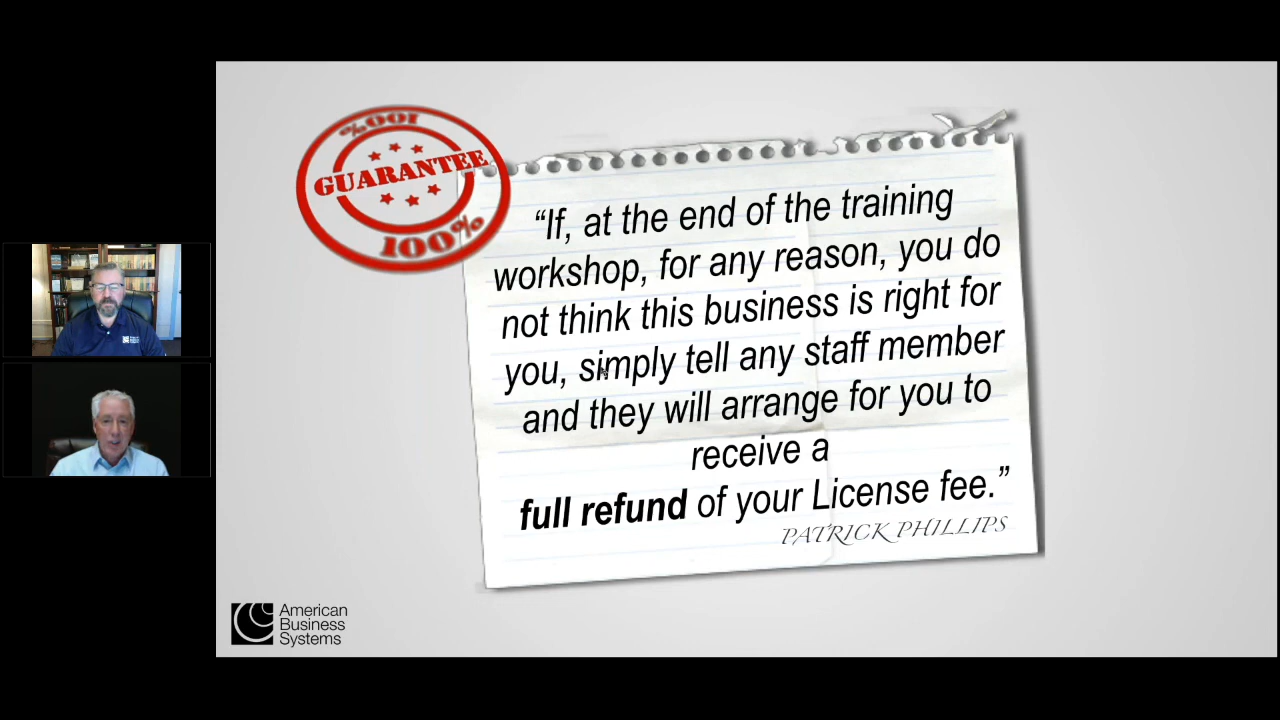 100%
GUARANTEE
100%
“If, at the end of the training
workshop, for any reason, you do
not think this business is right for
you, simply tell any staff member
and they will arrange for you to
receive a
full refund of your License fee.”
PATRICK PHILLIPS
American
Business
Systems